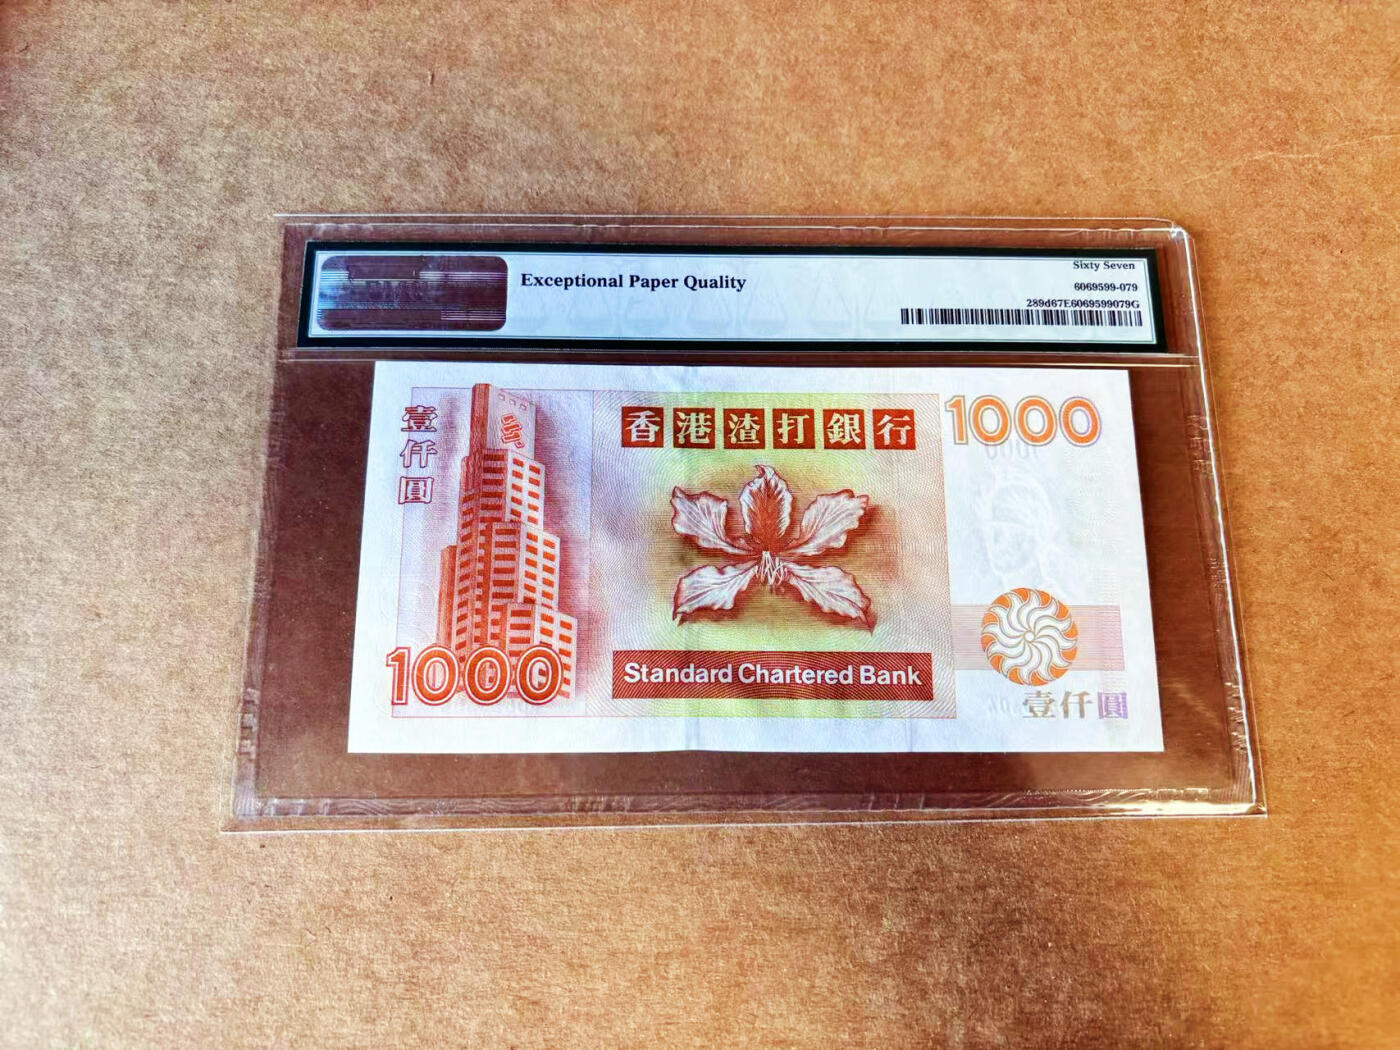 Exceptional Paper Quality
Sixty Seven
6069599-079
289d67E6069599079G
壹仟圓
香港渣打銀行
1000
1000
Standard Chartered Bank
壹仟圓